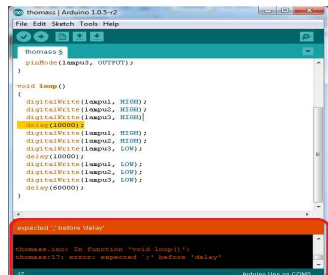 thomass | Arduino 1.0.5-r2
File Edit Sketch Tools Help
thomass §
pinMode(lampu3, OUTPUT);
}
void loop()
{
digitalWrite(lampu1, HIGH);
digitalWrite(lampu2, HIGH);
digitalWrite(lampu3, HIGH)
delay(10000);
digitalWrite(lampu1, HIGH);
digitalWrite(lampu2, HIGH);
digitalWrite(lampu3, LOW);
delay(10000);
digitalWrite(lampu1, LOW);
digitalWrite(lampu2, LOW);
digitalWrite(lampu3, LOW);
delay(60000);
}
expected ';' before 'delay'
thomass.ino: In function 'void loop()':
thomass:17: error: expected `;' before 'delay'
17
Arduino Uno on COM0